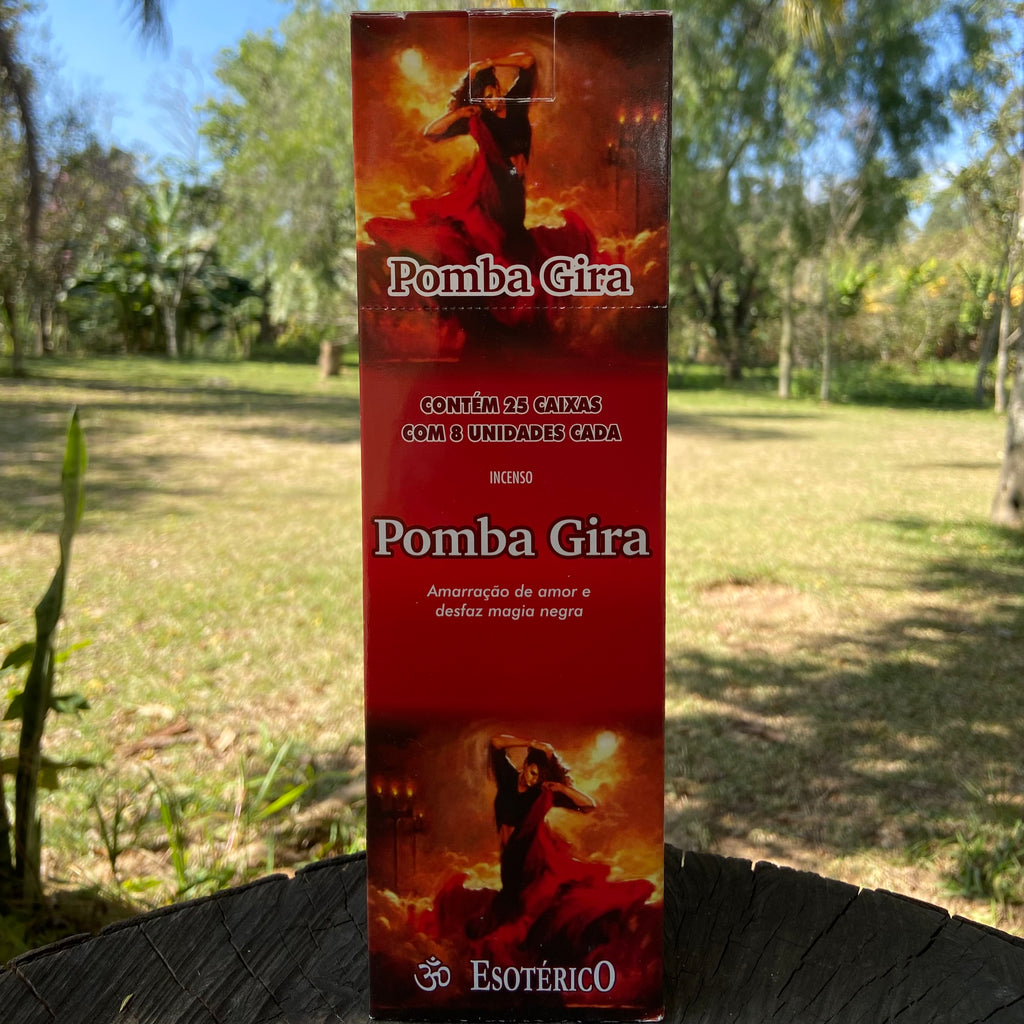 Pomba Gira
CONTÉM 25 CAIXAS
COM 8 UNIDADES CADA
INCENSO
Pomba Gira
Amarração de amor e
desfaz magia negra
ॐ ESOTÉRICO